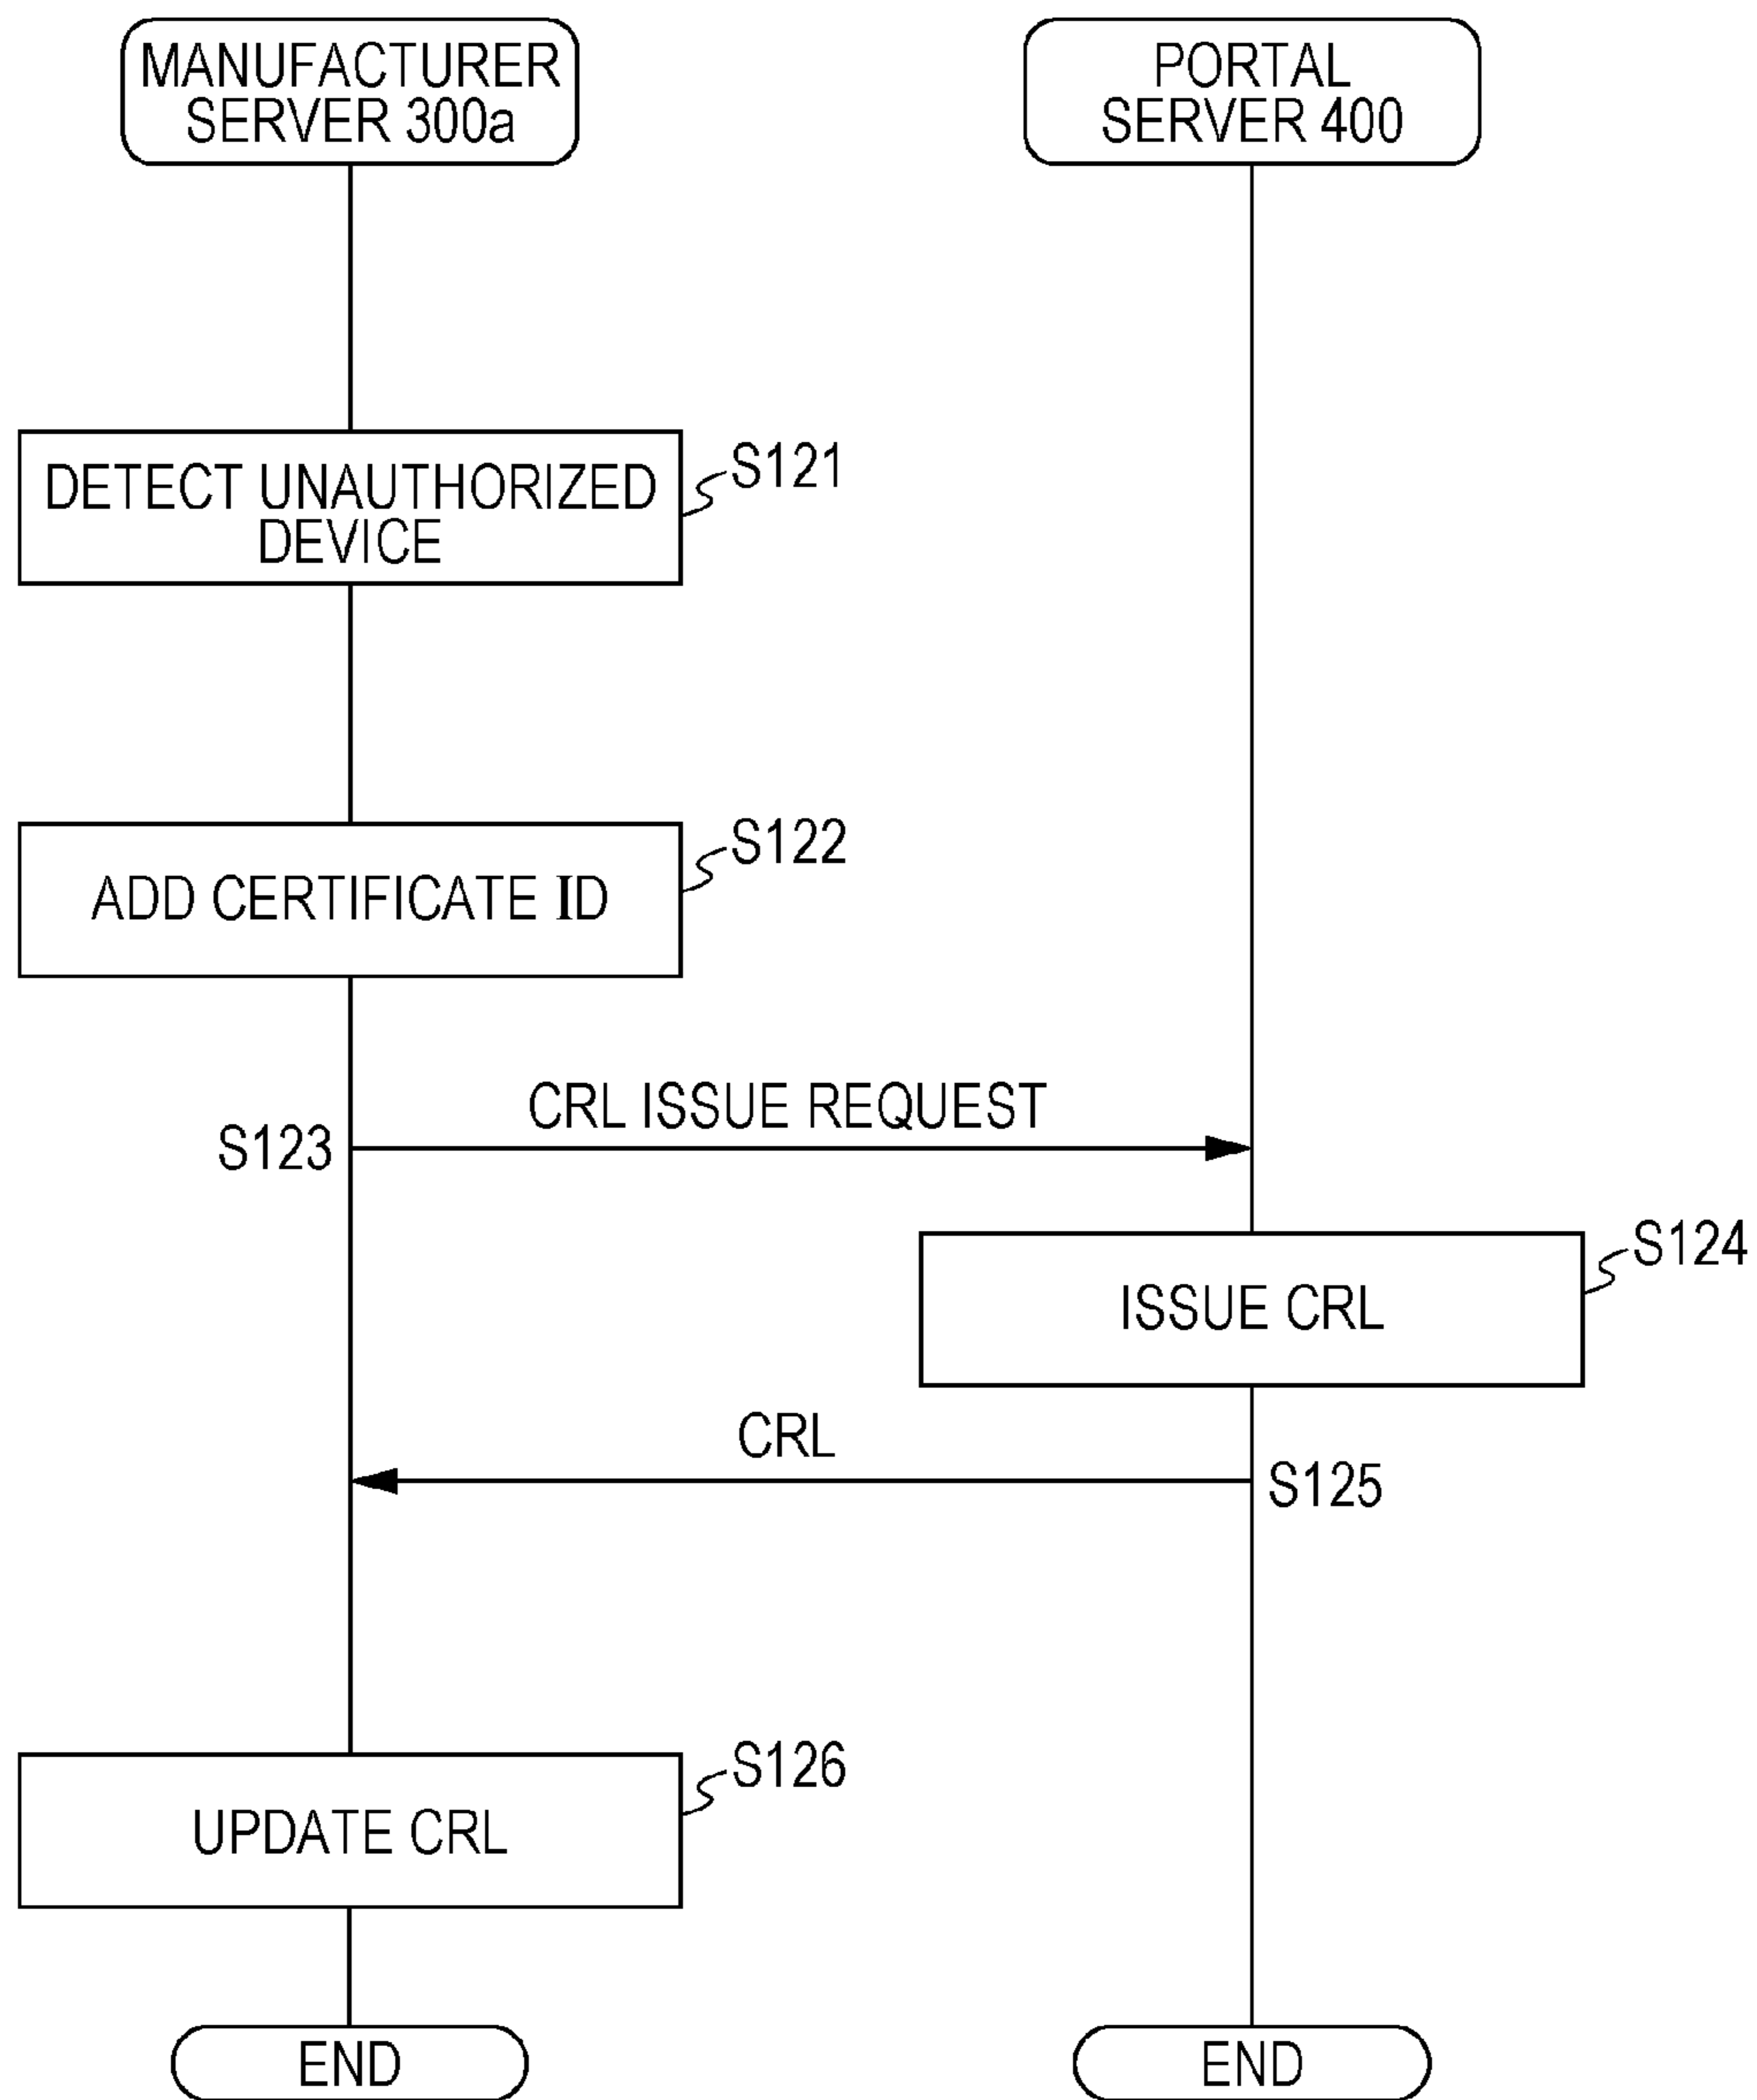 MANUFACTURER
SERVER 300a
PORTAL
SERVER 400
DETECT UNAUTHORIZED
DEVICE
S121
ADD CERTIFICATE ID
S122
CRL ISSUE REQUEST
S123
S124
ISSUE CRL
CRL
S125
S126
UPDATE CRL
END
END